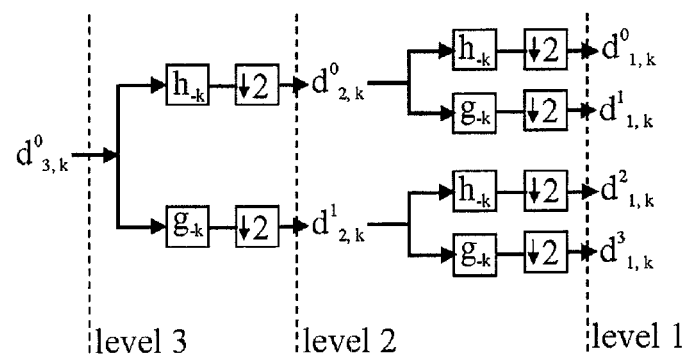 h₋ₖ ↓2 d⁰₂,ₖ h₋ₖ ↓2 d⁰₁,ₖ
g₋ₖ ↓2 d¹₁,ₖ
d⁰₃,ₖ
g₋ₖ ↓2 d¹₂,ₖ h₋ₖ ↓2 d²₁,ₖ
g₋ₖ ↓2 d³₁,ₖ
level 3 level 2 level 1